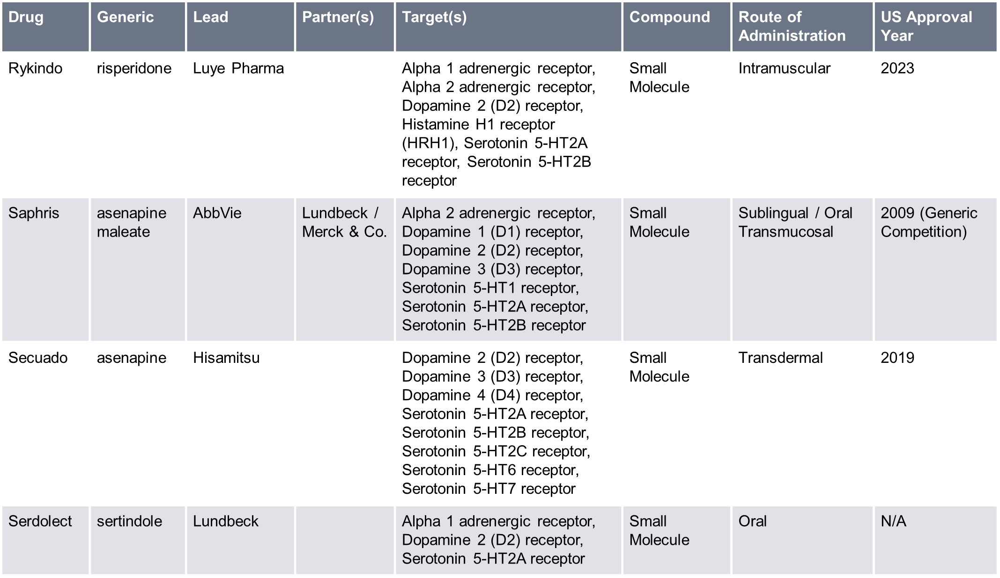 Drug
Generic
Lead
Partner(s)
Target(s)
Compound
Route of
Administration
US Approval
Year
Rykindo
risperidone
Luye Pharma
Alpha 1 adrenergic receptor,
Alpha 2 adrenergic receptor,
Dopamine 2 (D2) receptor,
Histamine H1 receptor
(HRH1), Serotonin 5-HT2A
receptor, Serotonin 5-HT2B
receptor
Small
Molecule
Intramuscular
2023
Saphris
asenapine
maleate
AbbVie
Lundbeck /
Merck & Co.
Alpha 2 adrenergic receptor,
Dopamine 1 (D1) receptor,
Dopamine 2 (D2) receptor,
Dopamine 3 (D3) receptor,
Serotonin 5-HT1 receptor,
Serotonin 5-HT2A receptor,
Serotonin 5-HT2B receptor
Small
Molecule
Sublingual / Oral
Transmucosal
2009 (Generic
Competition)
Secuado
asenapine
Hisamitsu
Dopamine 2 (D2) receptor,
Dopamine 3 (D3) receptor,
Dopamine 4 (D4) receptor,
Serotonin 5-HT2A receptor,
Serotonin 5-HT2B receptor,
Serotonin 5-HT2C receptor,
Serotonin 5-HT6 receptor,
Serotonin 5-HT7 receptor
Small
Molecule
Transdermal
2019
Serdolect
sertindole
Lundbeck
Alpha 1 adrenergic receptor,
Dopamine 2 (D2) receptor,
Serotonin 5-HT2A receptor
Small
Molecule
Oral
N/A